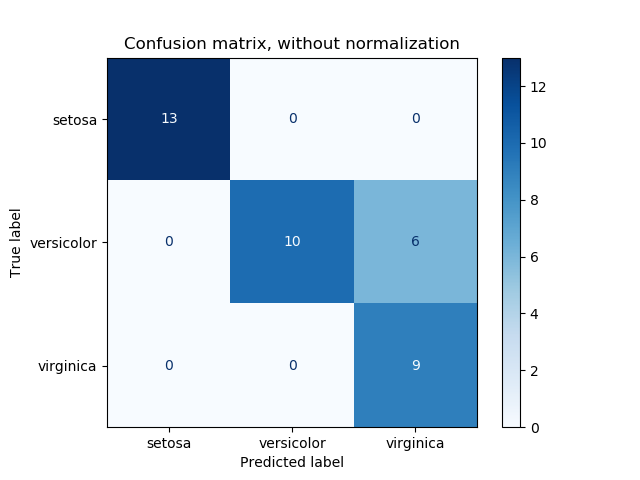 Confusion matrix, without normalization
True label
setosa 13 0 0
versicolor 0 10 6
virginica 0 0 9
setosa versicolor virginica
Predicted label
12
10
8
6
4
2
0